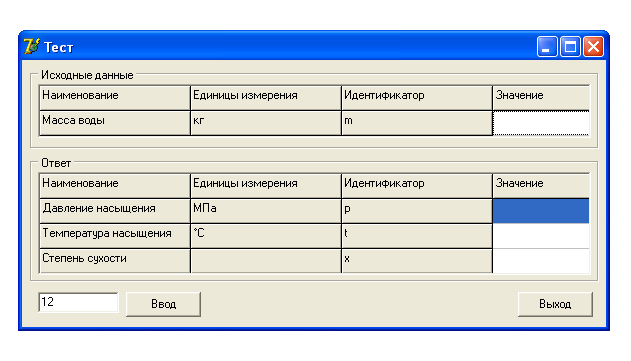 Тест
Исходные данные
Наименование Единицы измерения Идентификатор Значение
Масса воды кг m
Ответ
Наименование Единицы измерения Идентификатор Значение
Давление насыщения МПа p
Температура насыщения °C t
Степень сухости x
12 Ввод Выход